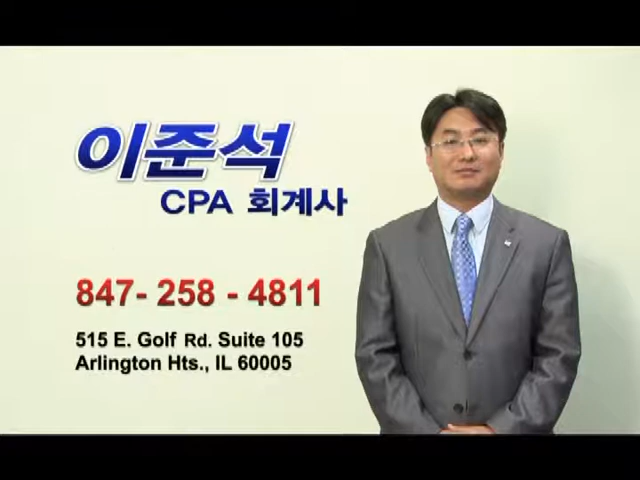 이준석
CPA 회계사
847- 258 - 4811
515 E. Golf Rd. Suite 105
Arlington Hts., IL 60005